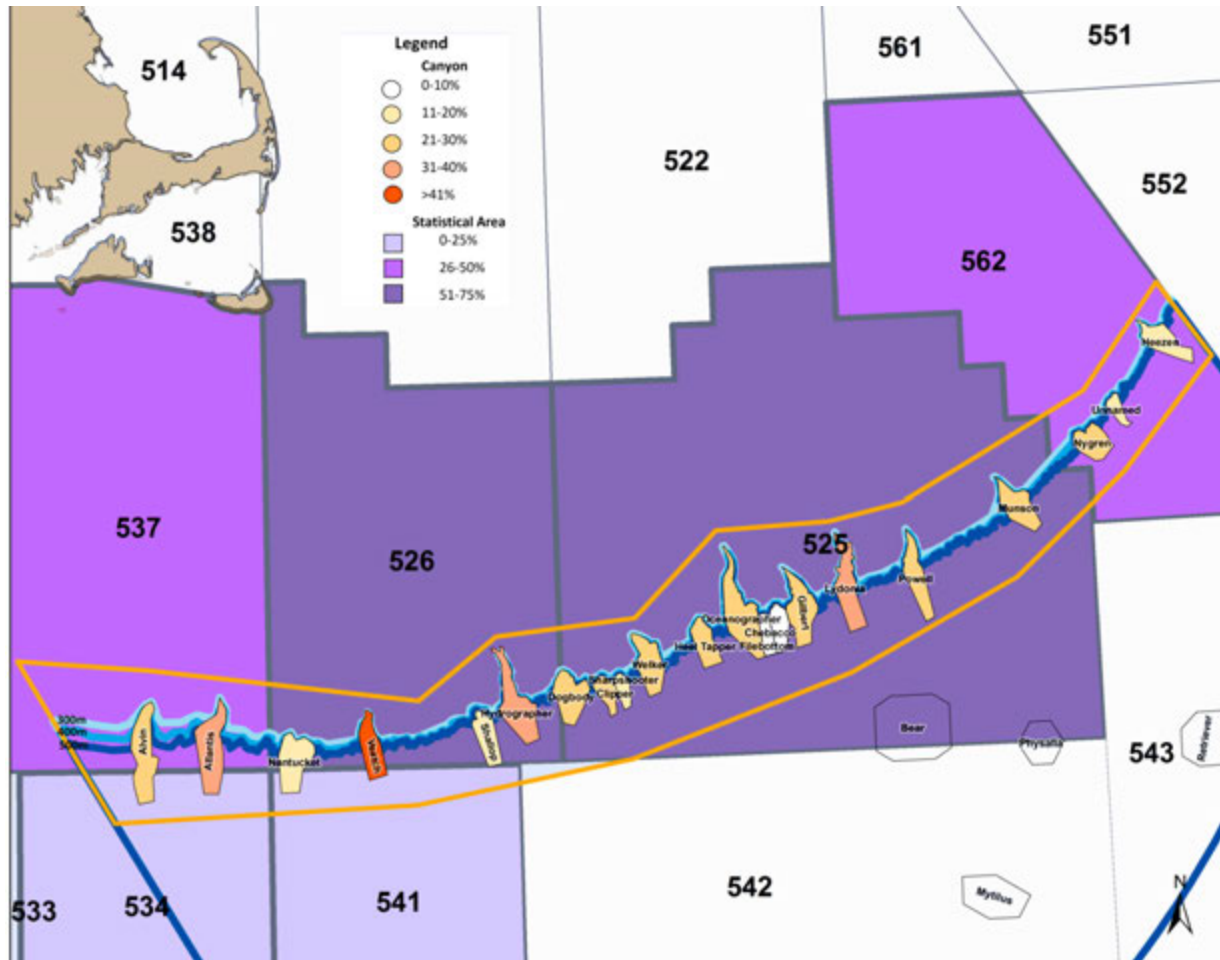 514
561
551
Legend
Canyon
0-10%
11-20%
21-30%
31-40%
>41%
522
552
538
Statistical Area
0-25%
26-50%
51-75%
562
Heezen
Unnamed
Nygren
537
526
525
Munson
Powell
Lydonia
Gilbert
Oceanographer
Chebacco
Heel Tapper
Filebottom
Welker
Sharpshooter
Clipper
Dogbody
Hydrographer
Shallop
Veatch
Nantucket
Atlantis
Alvin
300m
400m
500m
Bear
Physalia
543
Retriever
533
534
541
542
Mytilus
N